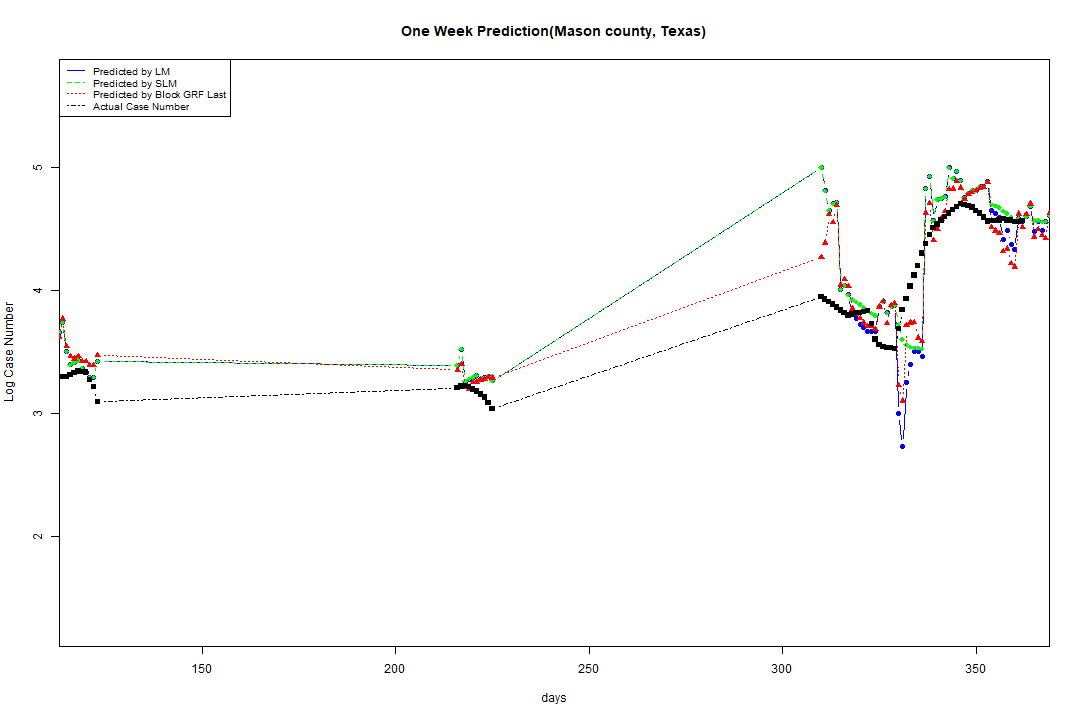 One Week Prediction(Mason county, Texas)
Predicted by LM
Predicted by SLM
Predicted by Block GRF Last
Actual Case Number
Log Case Number
5
4
3
2
150
200
250
300
350
days